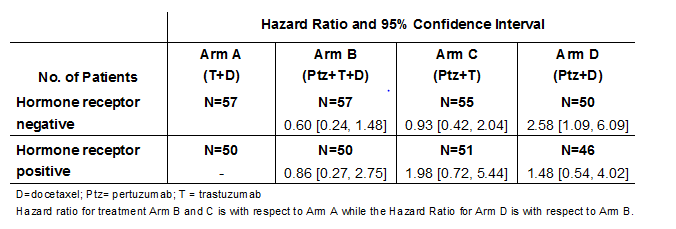 Hazard Ratio and 95% Confidence Interval
No. of Patients Arm A (T+D) Arm B (Ptz+T+D) Arm C (Ptz+T) Arm D (Ptz+D)
Hormone receptor negative N=57 N=57 N=55 N=50
0.60 [0.24, 1.48] 0.93 [0.42, 2.04] 2.58 [1.09, 6.09]
Hormone receptor positive N=50 N=50 N=51 N=46
- 0.86 [0.27, 2.75] 1.98 [0.72, 5.44] 1.48 [0.54, 4.02]
D=docetaxel; Ptz= pertuzumab; T = trastuzumab
Hazard ratio for treatment Arm B and C is with respect to Arm A while the Hazard Ratio for Arm D is with respect to Arm B.